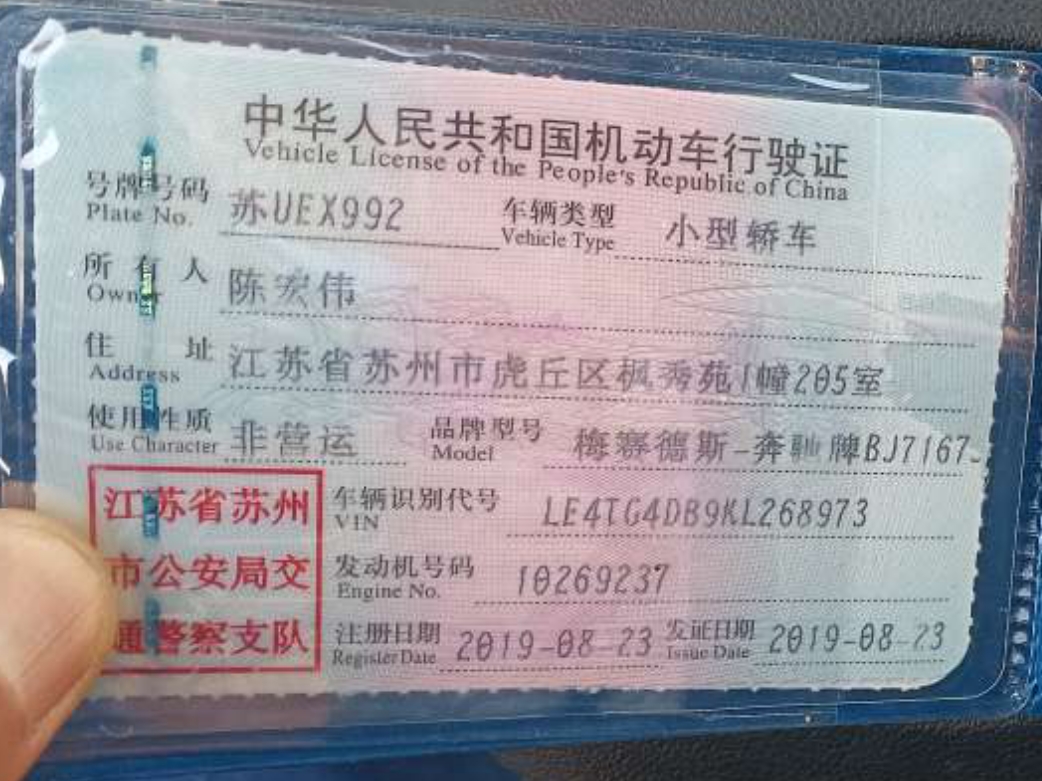 中华人民共和国机动车行驶证
Vehicle License of the People's Republic of China
号牌号码 苏UEX992 车辆类型 小型轿车
Plate No. Vehicle Type
所有人 陈宏伟
Owner
住址 江苏省苏州市虎丘区枫秀苑1幢205室
Address
使用性质 非营运 品牌型号 梅赛德斯-奔驰牌BJ7167
Use Character Model
江苏省苏州 车辆识别代号 LE4TG4DB9KL268973
VIN
市公安局交 发动机号码 10269237
Engine No.
通警察支队 注册日期 2019-08-23 发证日期 2019-08-23
Register Date Issue Date